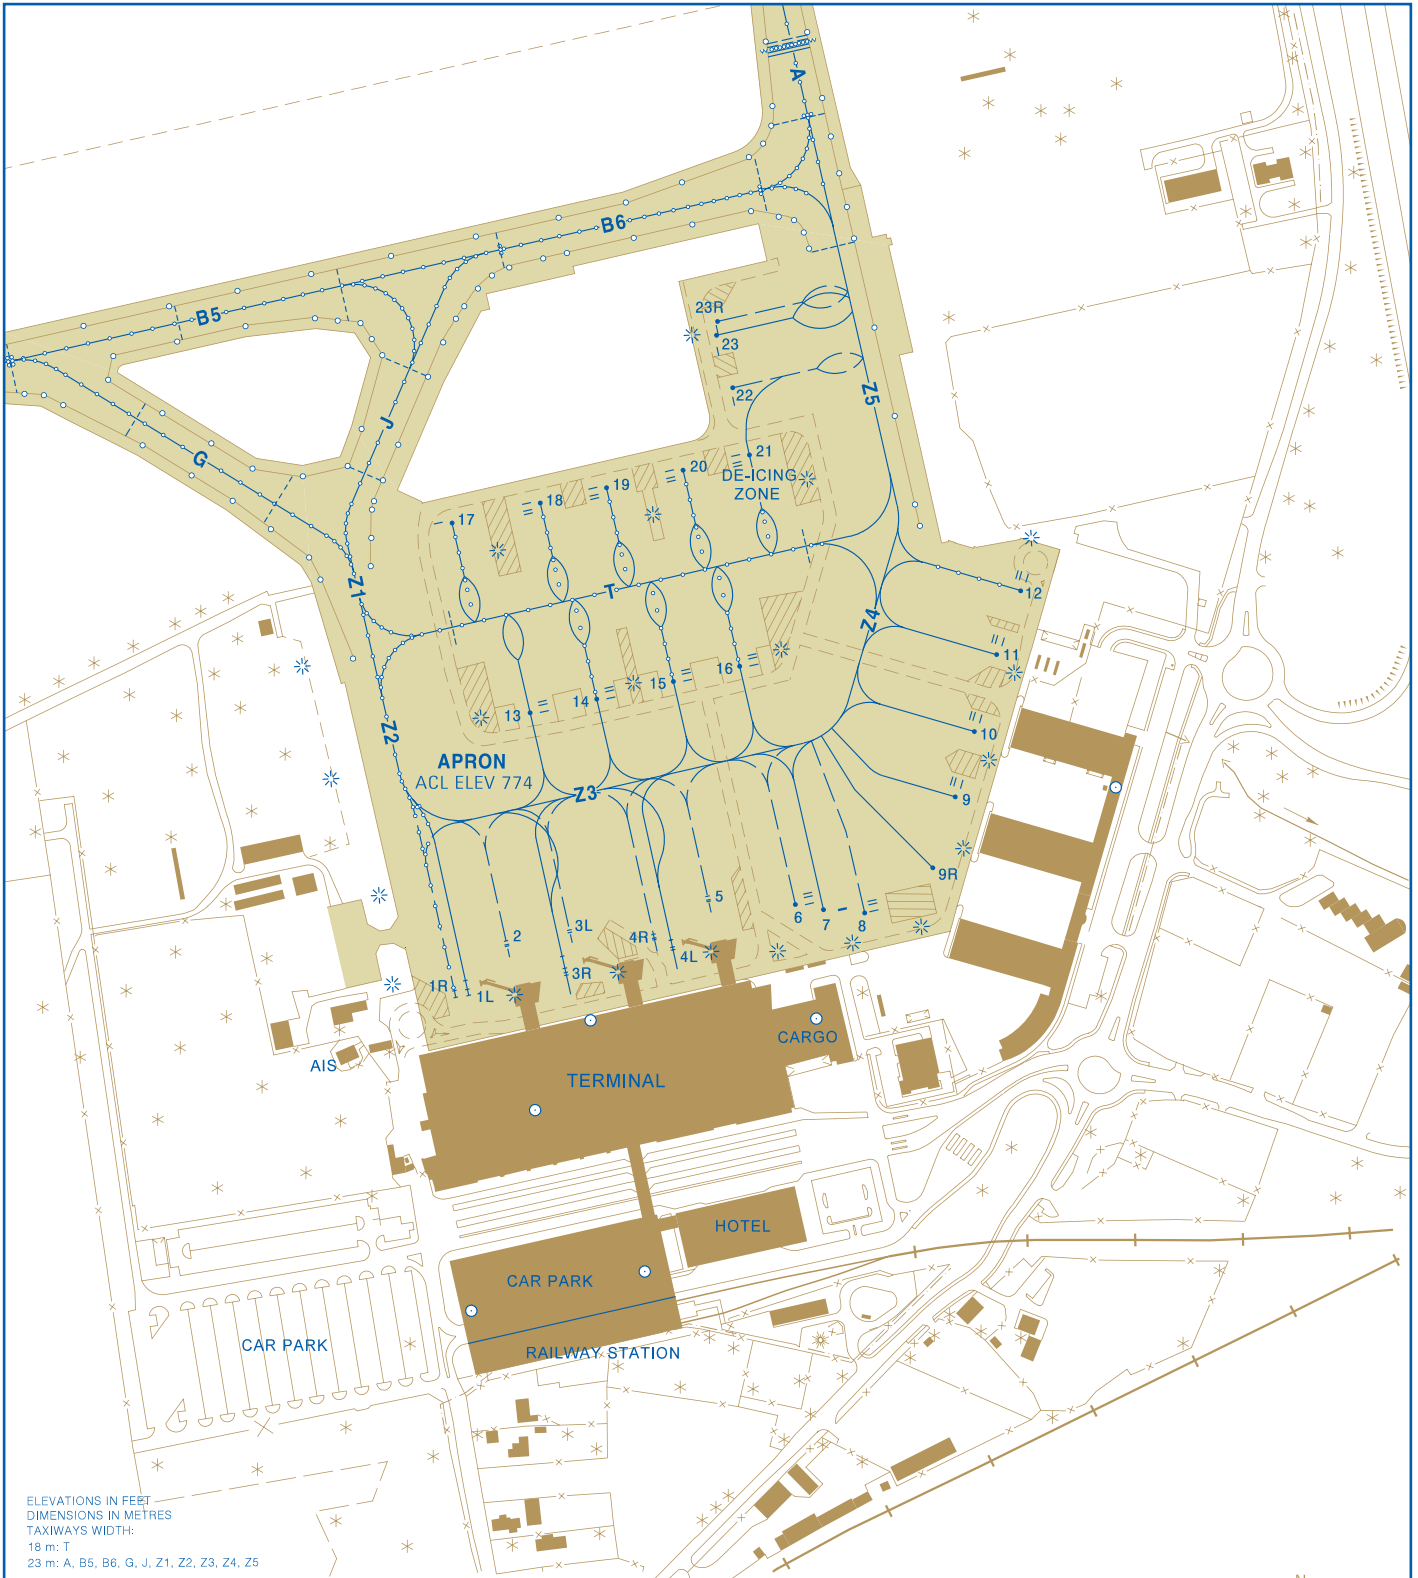 A
B6
B5
23R
23
22
Z5
J
G
21
20
DE-ICING
ZONE
19
18
17
Z1
T
12
Z4
11
16
15
14
13
10
Z2
APRON
ACL ELEV 774
Z3
9
9R
5
6
7
8
3L
2
4R
4L
3R
1R
1L
CARGO
AIS
TERMINAL
HOTEL
CAR PARK
CAR PARK
RAILWAY STATION
ELEVATIONS IN FEET
DIMENSIONS IN METRES
TAXIWAYS WIDTH:
18 m: T
23 m: A, B5, B6, G, J, Z1, Z2, Z3, Z4, Z5